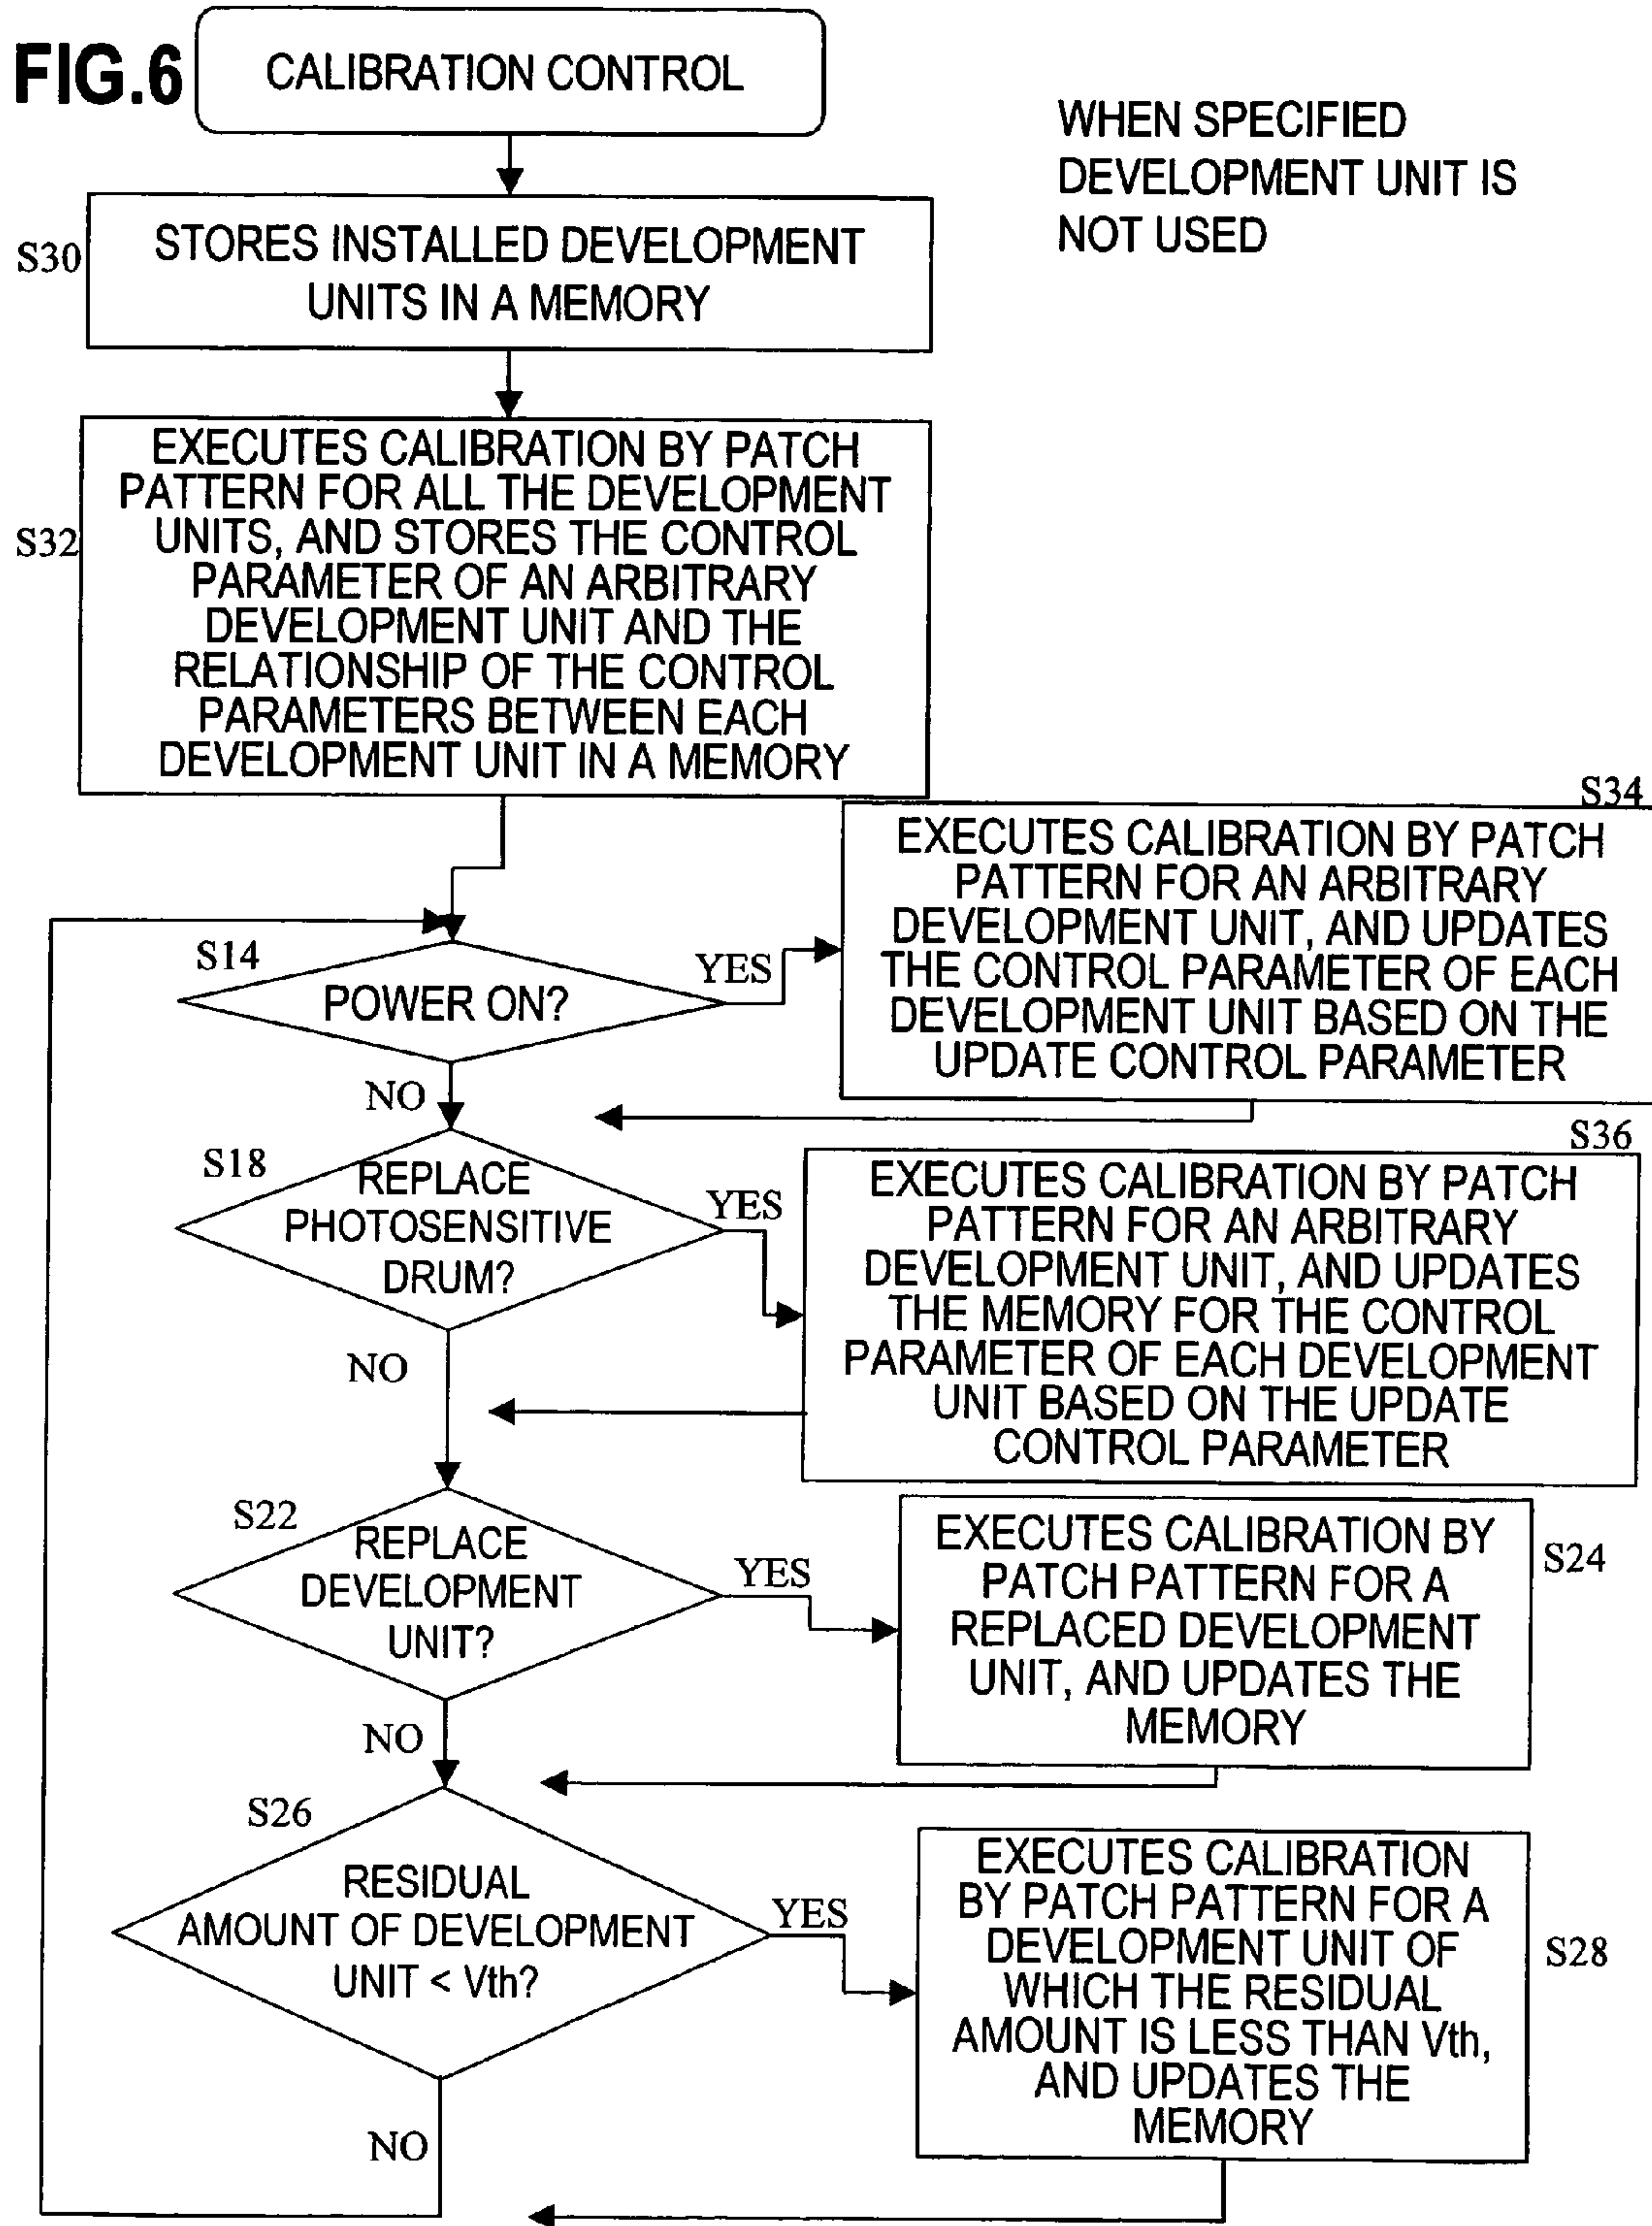 FIG.6
CALIBRATION CONTROL
WHEN SPECIFIED
DEVELOPMENT UNIT IS
NOT USED
S30
STORES INSTALLED DEVELOPMENT
UNITS IN A MEMORY
S32
EXECUTES CALIBRATION BY PATCH
PATTERN FOR ALL THE DEVELOPMENT
UNITS, AND STORES THE CONTROL
PARAMETER OF AN ARBITRARY
DEVELOPMENT UNIT AND THE
RELATIONSHIP OF THE CONTROL
PARAMETERS BETWEEN EACH
DEVELOPMENT UNIT IN A MEMORY
S14
POWER ON?
YES
NO
S34
EXECUTES CALIBRATION BY PATCH
PATTERN FOR AN ARBITRARY
DEVELOPMENT UNIT, AND UPDATES
THE CONTROL PARAMETER OF EACH
DEVELOPMENT UNIT BASED ON THE
UPDATE CONTROL PARAMETER
S18
REPLACE
PHOTOSENSITIVE
DRUM?
YES
NO
S36
EXECUTES CALIBRATION BY PATCH
PATTERN FOR AN ARBITRARY
DEVELOPMENT UNIT, AND UPDATES
THE MEMORY FOR THE CONTROL
PARAMETER OF EACH DEVELOPMENT
UNIT BASED ON THE UPDATE
CONTROL PARAMETER
S22
REPLACE
DEVELOPMENT
UNIT?
YES
NO
S24
EXECUTES CALIBRATION BY
PATCH PATTERN FOR A
REPLACED DEVELOPMENT
UNIT, AND UPDATES THE
MEMORY
S26
RESIDUAL
AMOUNT OF DEVELOPMENT
UNIT < Vth?
YES
NO
S28
EXECUTES CALIBRATION
BY PATCH PATTERN FOR A
DEVELOPMENT UNIT OF
WHICH THE RESIDUAL
AMOUNT IS LESS THAN Vth,
AND UPDATES THE
MEMORY